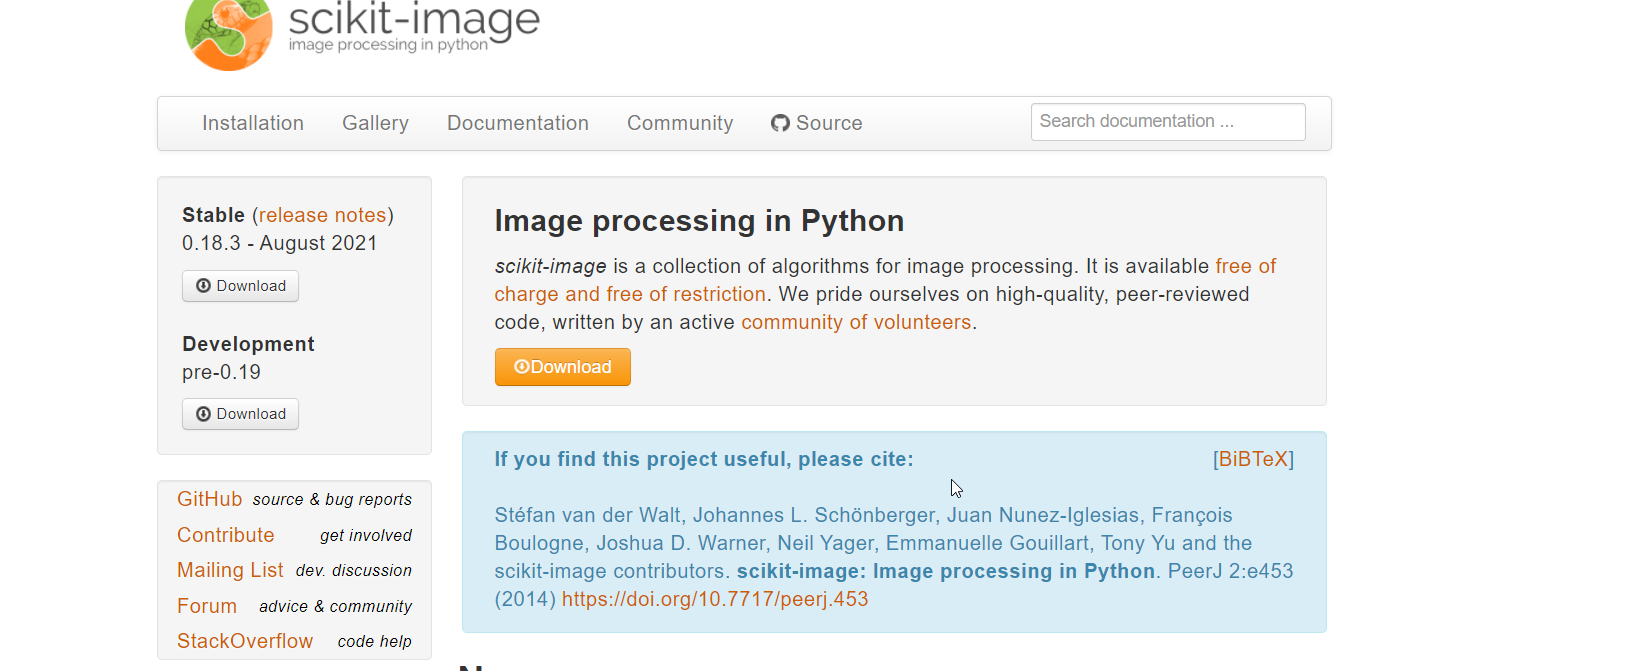 scikit-image
image processing in python
Installation Gallery Documentation Community Source Search documentation ...
Stable (release notes)
0.18.3 - August 2021
Download
Development
pre-0.19
Download
GitHub source & bug reports
Contribute get involved
Mailing List dev. discussion
Forum advice & community
StackOverflow code help
Image processing in Python
scikit-image is a collection of algorithms for image processing. It is available free of
charge and free of restriction. We pride ourselves on high-quality, peer-reviewed
code, written by an active community of volunteers.
Download
If you find this project useful, please cite: [BiBTeX]
Stéfan van der Walt, Johannes L. Schönberger, Juan Nunez-Iglesias, François
Boulogne, Joshua D. Warner, Neil Yager, Emmanuelle Gouillart, Tony Yu and the
scikit-image contributors. scikit-image: Image processing in Python. PeerJ 2:e453
(2014) https://doi.org/10.7717/peerj.453